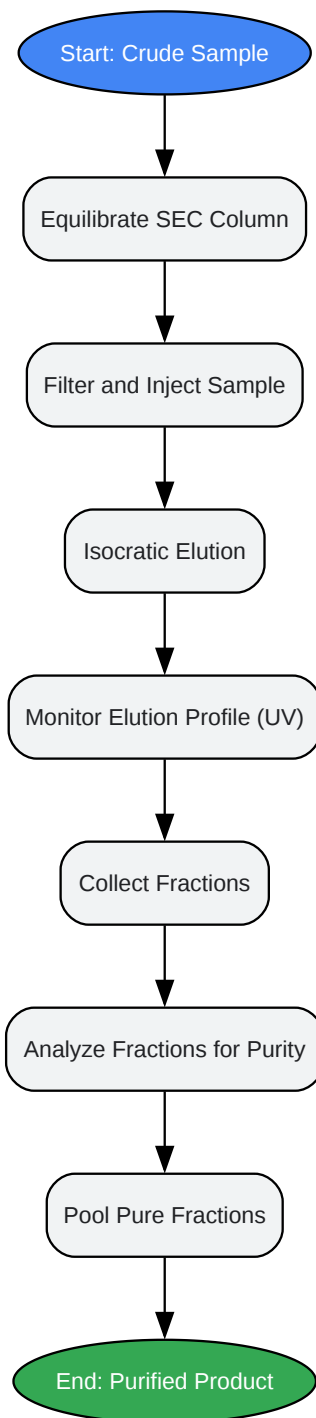 Start: Crude Sample
Equilibrate SEC Column
Filter and Inject Sample
Isocratic Elution
Monitor Elution Profile (UV)
Collect Fractions
Analyze Fractions for Purity
Pool Pure Fractions
End: Purified Product